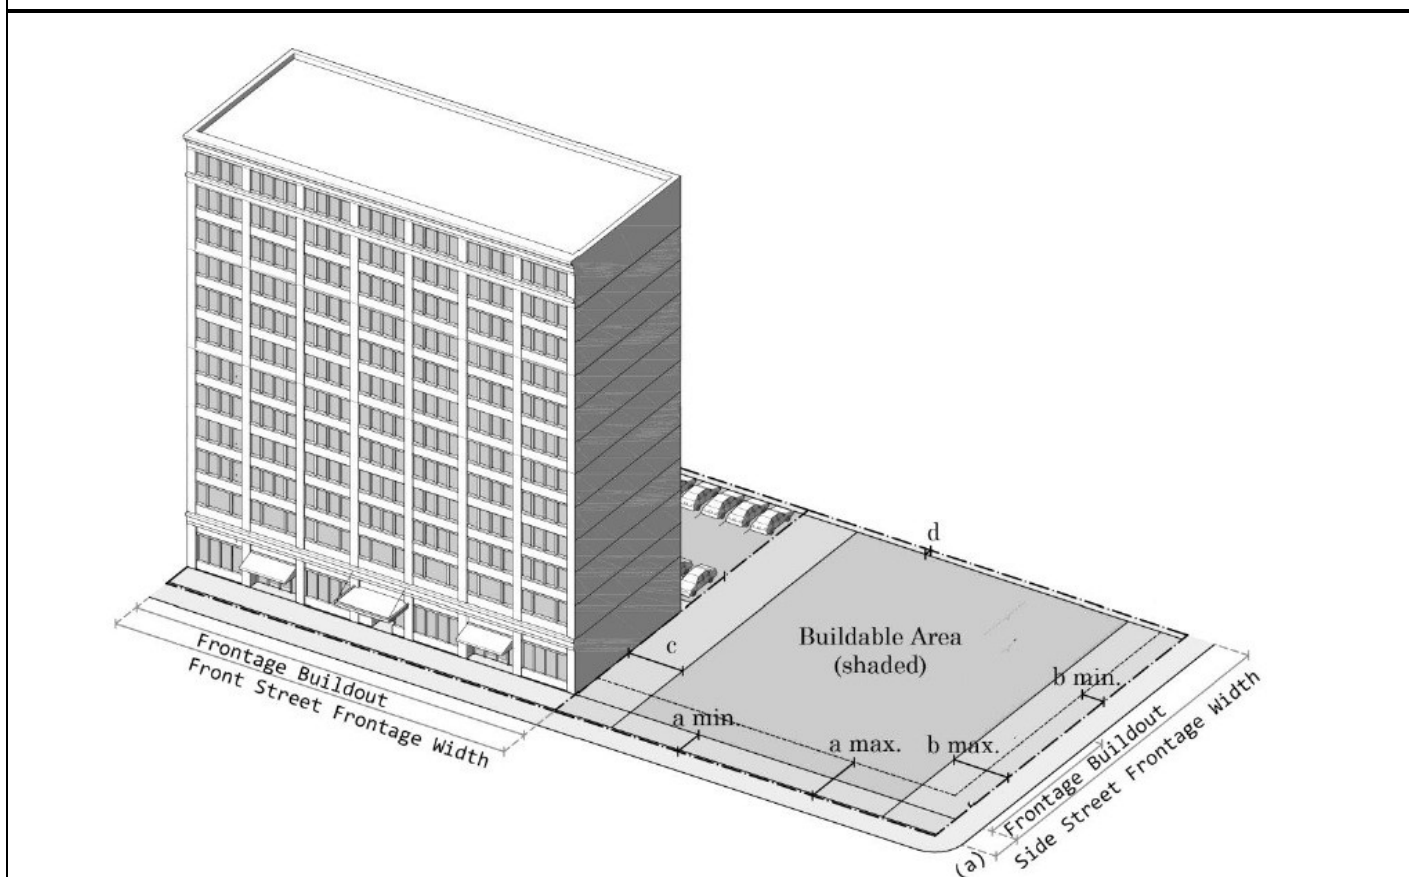 d
Buildable Area
(shaded)
c
b min.
a min.
a max.
b max.
Frontage Buildout
Front Street Frontage Width
Frontage Buildout
Side Street Frontage Width
(a)